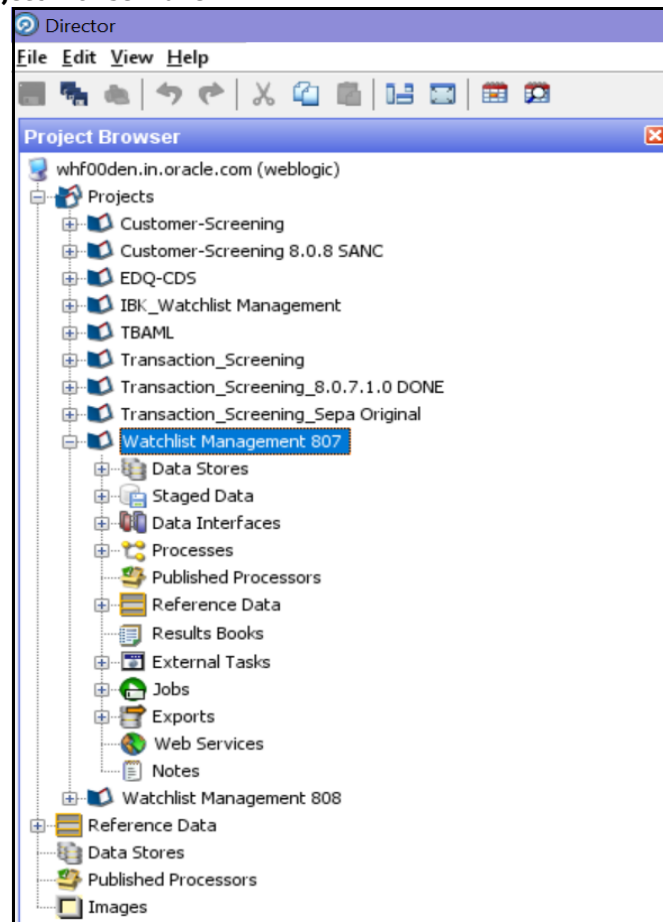 Director
File Edit View Help
Project Browser
whf00den.in.oracle.com (weblogic)
Projects
Customer-Screening
Customer-Screening 8.0.8 SANC
EDQ-CDS
IBK_Watchlist Management
TBAML
Transaction_Screening
Transaction_Screening_8.0.7.1.0 DONE
Transaction_Screening_Sepa Original
Watchlist Management 807
Data Stores
Staged Data
Data Interfaces
Processes
Published Processors
Reference Data
Results Books
External Tasks
Jobs
Exports
Web Services
Notes
Watchlist Management 808
Reference Data
Data Stores
Published Processors
Images